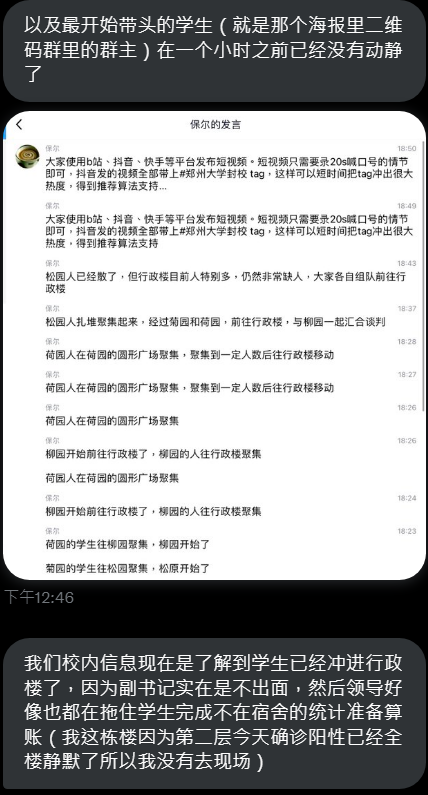 以及最开始带头的学生（就是那个海报里二维
码群里的群主）在一个小时之前已经没有动静
了
保尔的发言
保尔 18:50
大家使用b站、抖音、快手等平台发布短视频。短视频只需要录20s喊口号的情节
即可，抖音发的视频全部带上#郑州大学封校 tag，这样可以短时间把tag冲出很大
热度，得到推荐算法支持...
保尔 18:49
大家使用b站、抖音、快手等平台发布短视频。短视频只需要录20s喊口号的情节
即可，抖音发的视频全部带上#郑州大学封校 tag，这样可以短时间把tag冲出很大
热度，得到推荐算法支持
保尔 18:43
松园人已经散了，但行政楼目前人特别多，仍然非常缺人，大家各自组队前往行
政楼
保尔 18:37
松园人扎堆聚集起来，经过菊园和荷园，前往行政楼，与柳园一起汇合谈判
保尔 18:28
荷园人在荷园的圆形广场聚集，聚集到一定人数后往行政楼移动
保尔 18:27
荷园人在荷园的圆形广场聚集，聚集到一定人数后往行政楼移动
保尔 18:26
荷园人在荷园的圆形广场聚集
保尔 18:26
柳园开始前往行政楼了，柳园的人往行政楼聚集
荷园人在荷园的圆形广场聚集
保尔 18:24
柳园开始前往行政楼了，柳园的人往行政楼聚集
保尔 18:23
荷园的学生往柳园聚集，柳园开始了
菊园的学生往松园聚集，松原开始了
下午12:46
我们校内信息现在是了解到学生已经冲进行政
楼了，因为副书记实在是不出面，然后领导好
像也都在拖住学生完成不在宿舍的统计准备算
账（我这栋楼因为第二层今天确诊阳性已经全
楼静默了所以我没有去现场）